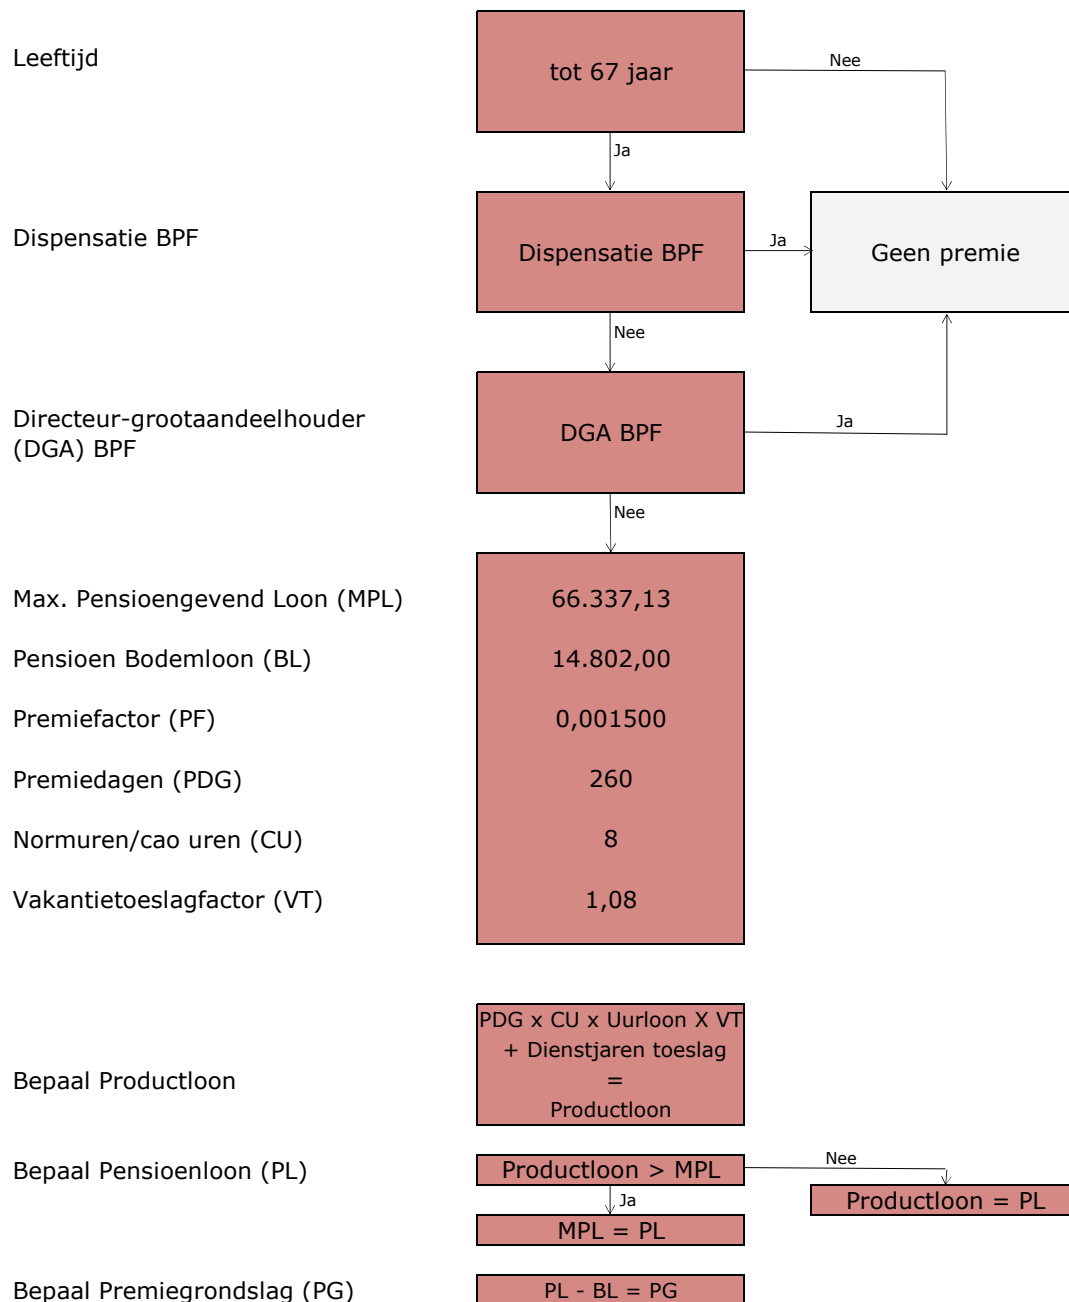 Leeftijd
tot 67 jaar
Nee
Ja
Dispensatie BPF
Dispensatie BPF
Ja
Geen premie
Nee
Directeur-grootaandeelhouder
(DGA) BPF
DGA BPF
Ja
Nee
Max. Pensioengevend Loon (MPL)
66.337,13
Pensioen Bodemloon (BL)
14.802,00
Premiefactor (PF)
0,001500
Premiedagen (PDG)
260
Normuren/cao uren (CU)
8
Vakantietoeslagfactor (VT)
1,08
Bepaal Productloon
PDG x CU x Uurloon X VT
+ Dienstjaren toeslag
=
Productloon
Bepaal Pensioenloon (PL)
Productloon > MPL
Nee
Productloon = PL
Ja
MPL = PL
Bepaal Premiegrondslag (PG)
PL - BL = PG